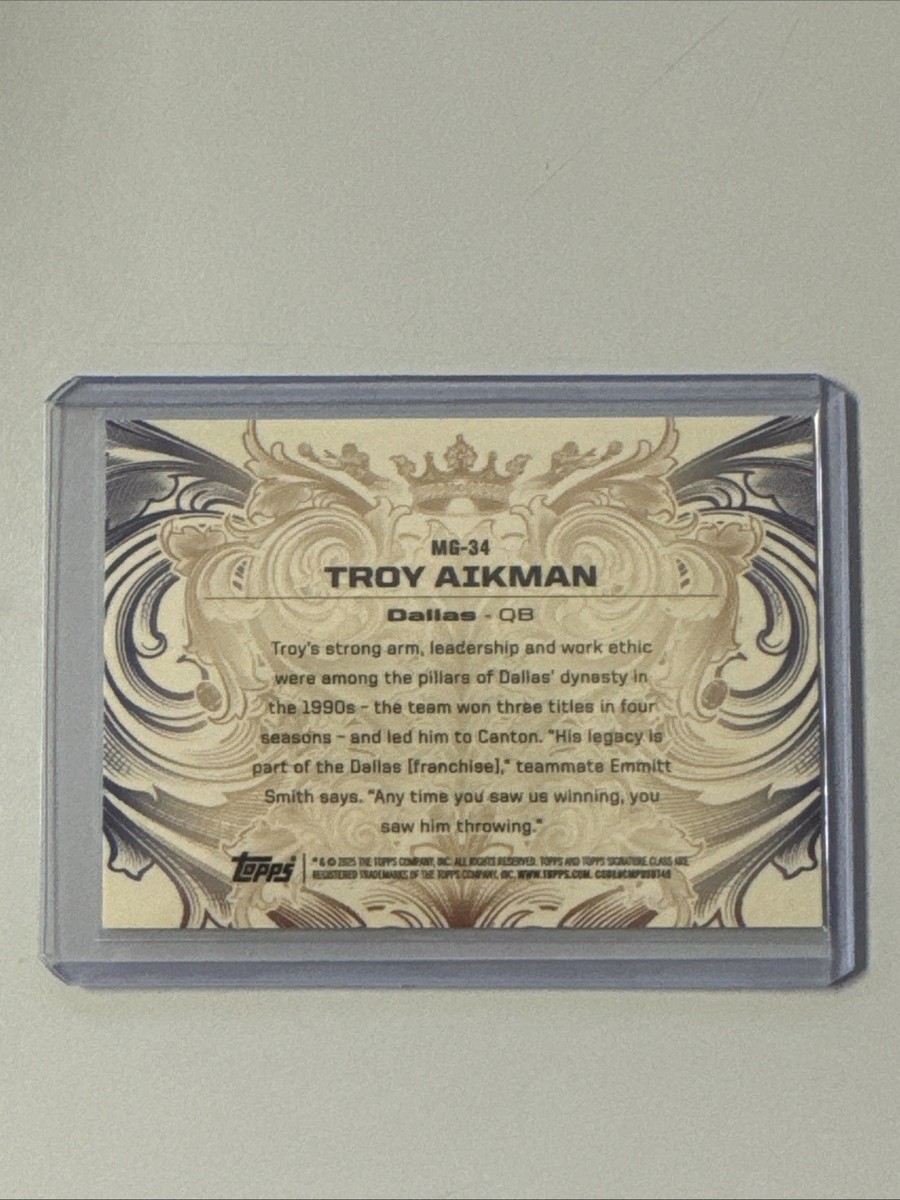 MG-34
TROY AIKMAN
Dallas - QB
Troy's strong arm, leadership and work ethic
were among the pillars of Dallas' dynasty in
the 1990s – the team won three titles in four
seasons – and led him to Canton. "His legacy is
part of the Dallas [franchise]," teammate Emmitt
Smith says. "Any time you saw us winning, you
saw him throwing."
topps
® & © 2025 THE TOPPS COMPANY, INC. ALL RIGHTS RESERVED. TOPPS AND TOPPS SIGNATURE CLASS ARE
REGISTERED TRADEMARKS OF THE TOPPS COMPANY, INC. WWW.TOPPS.COM.